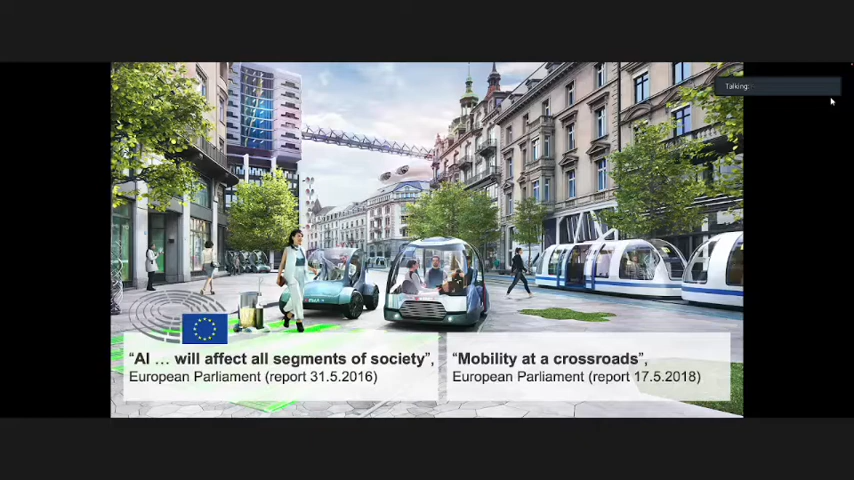 Talking:
"AI … will affect all segments of society",
European Parliament (report 31.5.2016)
"Mobility at a crossroads",
European Parliament (report 17.5.2018)